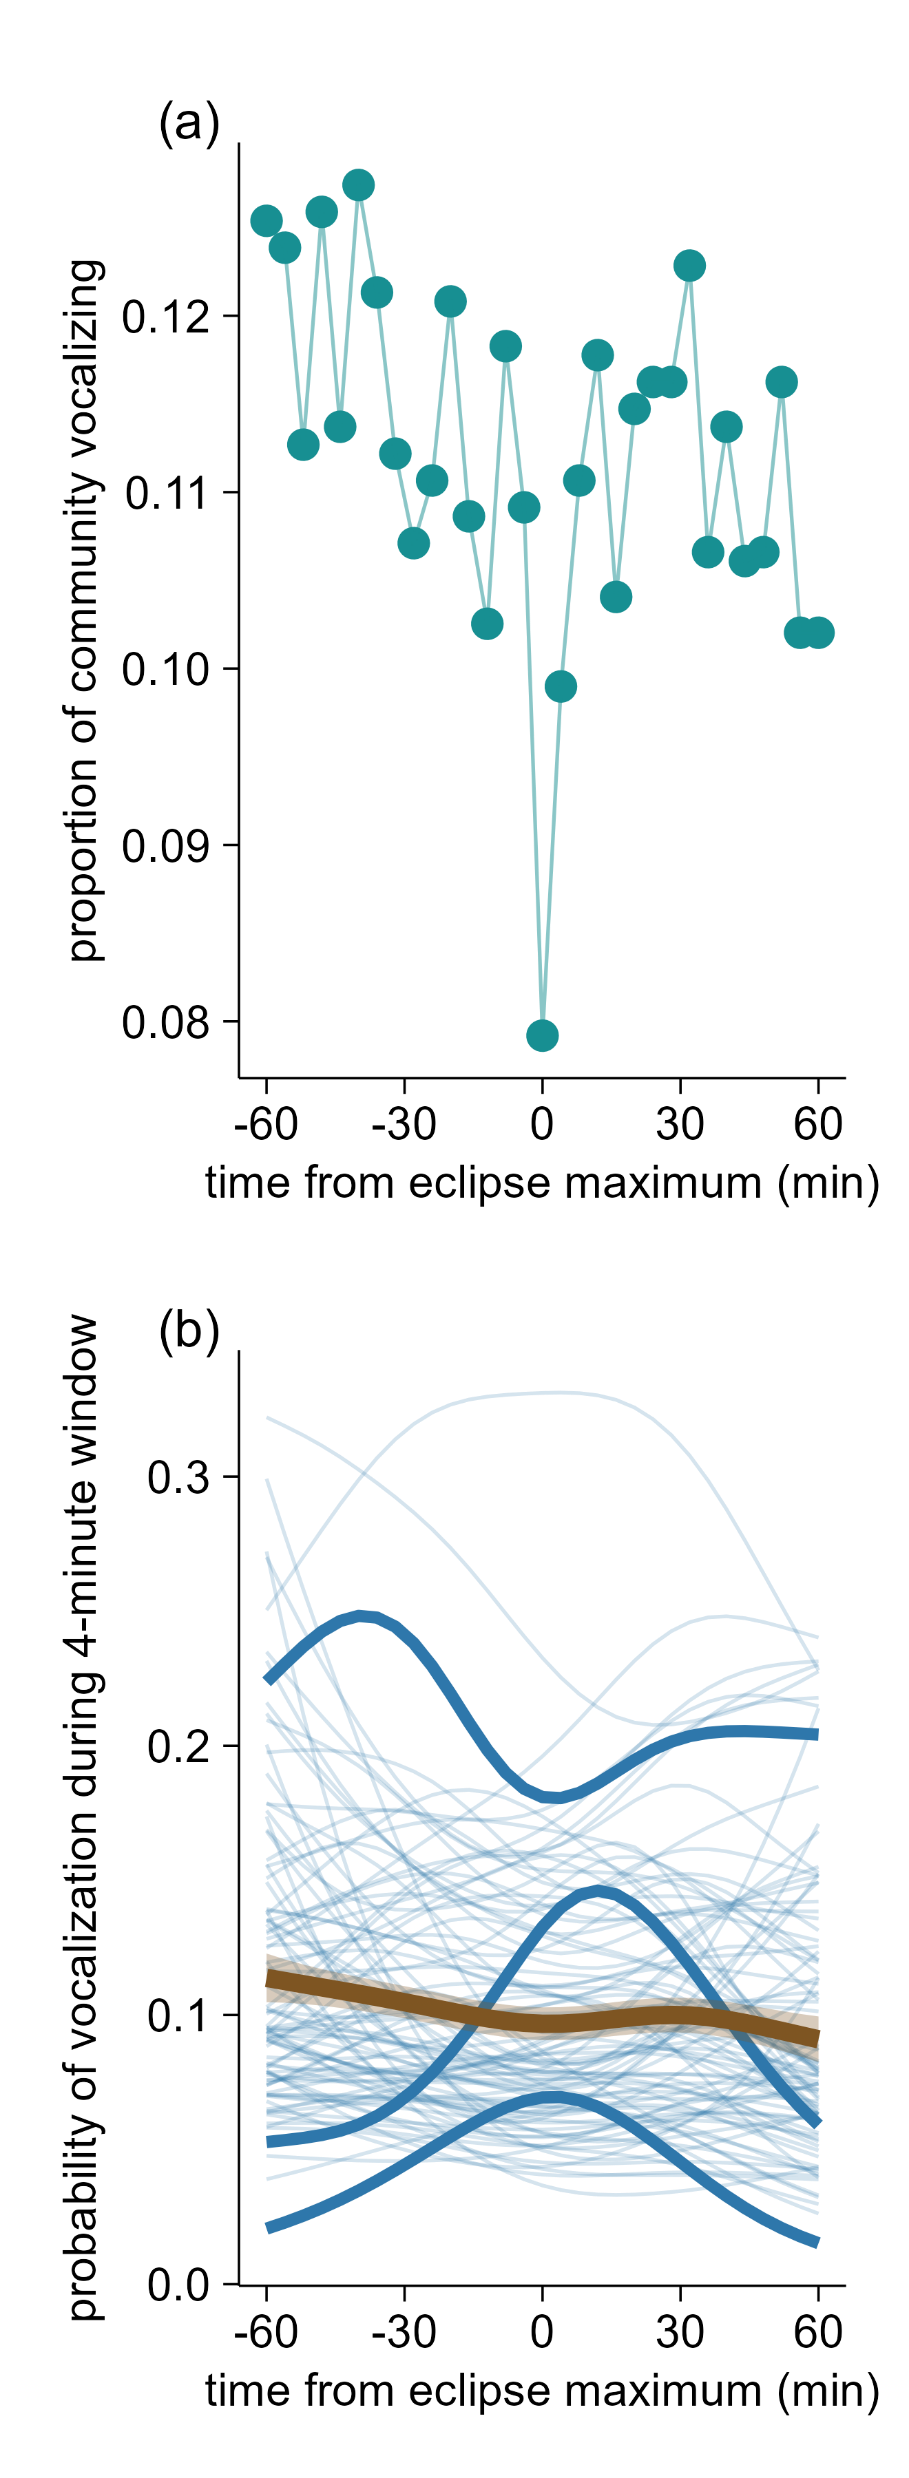 (a)
proportion of community vocalizing
0.12
0.11
0.10
0.09
0.08
-60 -30 0 30 60
time from eclipse maximum (min)
(b)
probability of vocalization during 4-minute window
0.3
0.2
0.1
0.0
-60 -30 0 30 60
time from eclipse maximum (min)